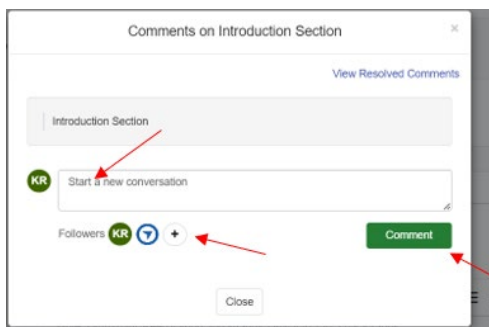 Comments on Introduction Section ×
View Resolved Comments
Introduction Section
KR Start a new conversation
Followers KR +
Comment
Close